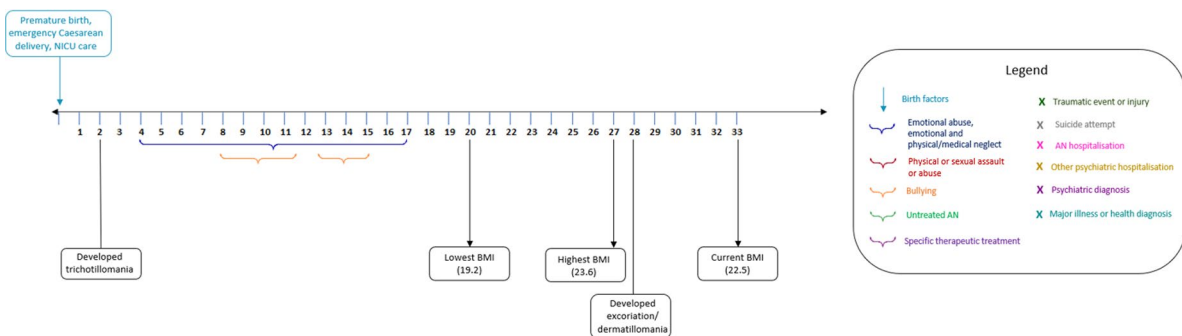 Premature birth,
emergency Caesarean
delivery, NICU care
1 2 3 4 5 6 7 8 9 10 11 12 13 14 15 16 17 18 19 20 21 22 23 24 25 26 27 28 29 30 31 32 33
Developed
trichotillomania
Lowest BMI
(19.2)
Highest BMI
(23.6)
Developed
excoriation/
dermatillomania
Current BMI
(22.5)
Legend
Birth factors
Emotional abuse,
emotional and
physical/medical neglect
Physical or sexual assault
or abuse
Bullying
Untreated AN
Specific therapeutic treatment
X Traumatic event or injury
X Suicide attempt
X AN hospitalisation
X Other psychiatric hospitalisation
X Psychiatric diagnosis
X Major illness or health diagnosis